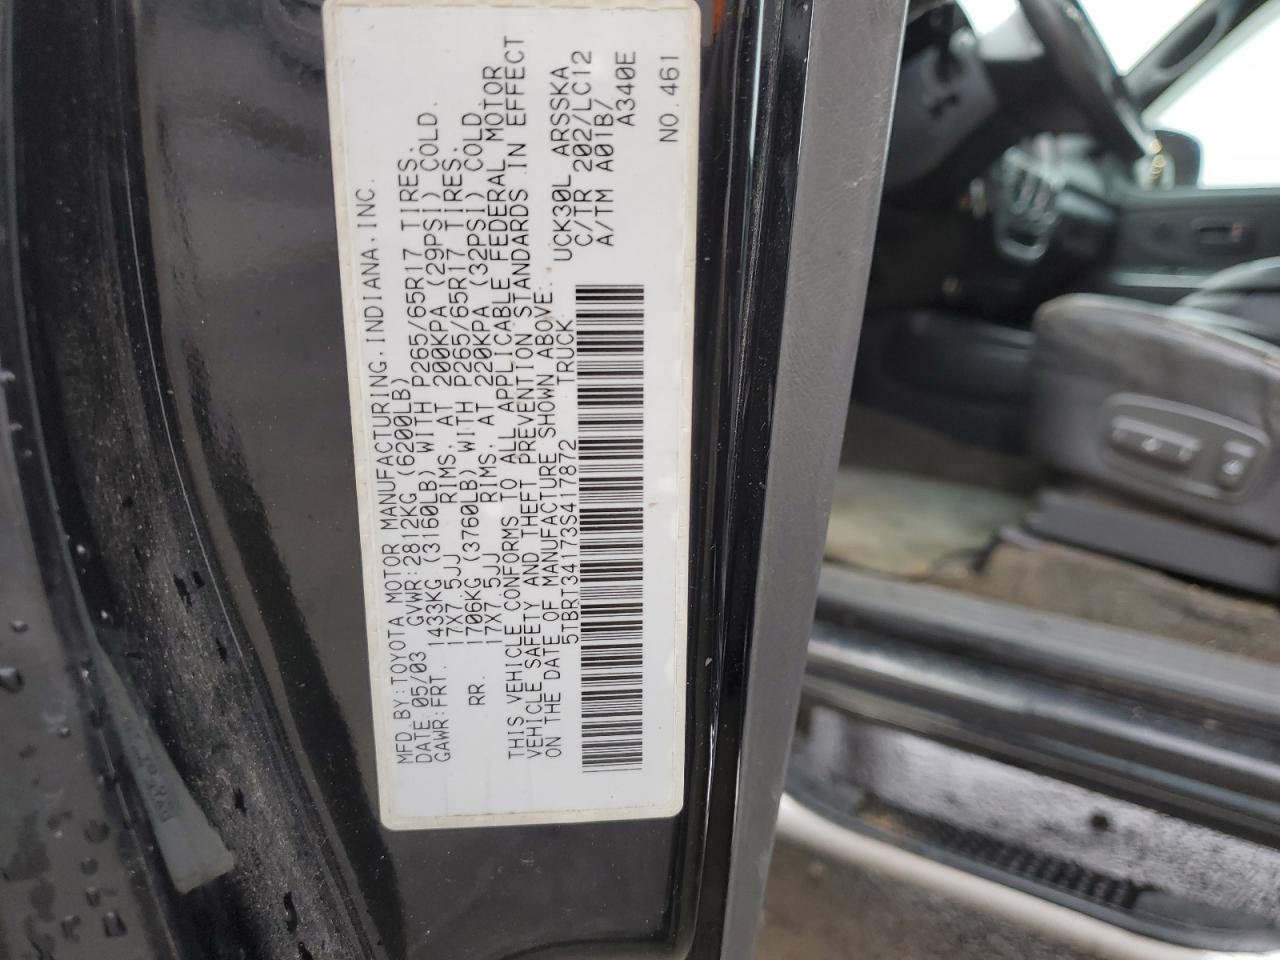 MFD.BY:TOYOTA MOTOR MANUFACTURING.INDIANA.INC.
DATE:05/03 GVWR:2812KG (6200LB)
GAWR:FRT. 1433KG (3160LB) WITH P265/65R17 TIRES.
17X7.5JJ RIMS. AT 200KPA (29PSI) COLD.
RR. 1706KG (3760LB) WITH P265/65R17 TIRES.
17X7.5JJ RIMS. AT 220KPA (32PSI) COLD.
THIS VEHICLE CONFORMS TO ALL APPLICABLE FEDERAL MOTOR
VEHICLE SAFETY AND THEFT PREVENTION STANDARDS IN EFFECT
ON THE DATE OF MANUFACTURE SHOWN ABOVE.
5TBRT34173S417872 TRUCK
UCK30L ARSSKA
C/TR 202/LC12
A/TM A01B/
A340E
NO.461